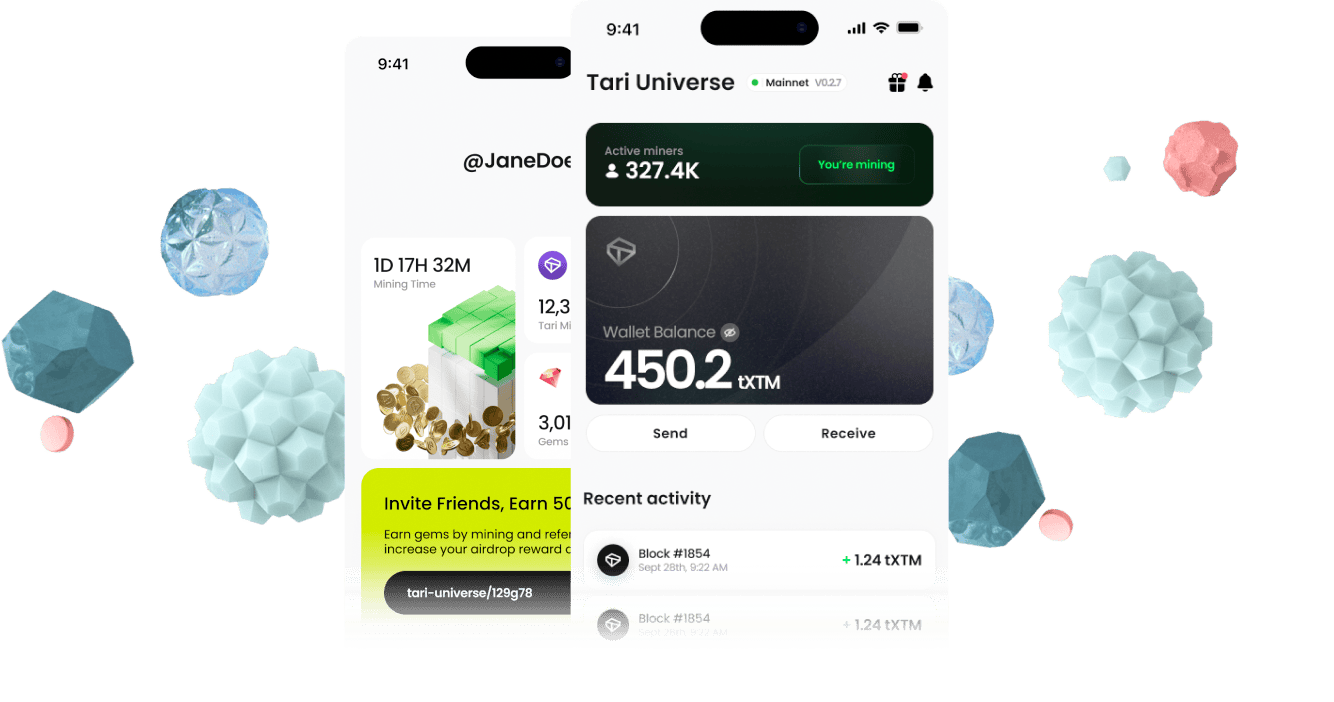 9:41
@JaneDoe
1D 17H 32M
Mining Time
12,3
Tari Mi
3,01
Gems
Invite Friends, Earn 50
Earn gems by mining and refer
increase your airdrop reward
tari-universe/129g78
9:41
Tari Universe
Mainnet V0.2.7
Active miners
327.4K
You're mining
Wallet Balance
450.2 tXTM
Send
Receive
Recent activity
Block #1854
Sept 28th, 9:22 AM
+ 1.24 tXTM
Block #1854
Sept 28th, 9:22 AM
+ 1.24 tXTM